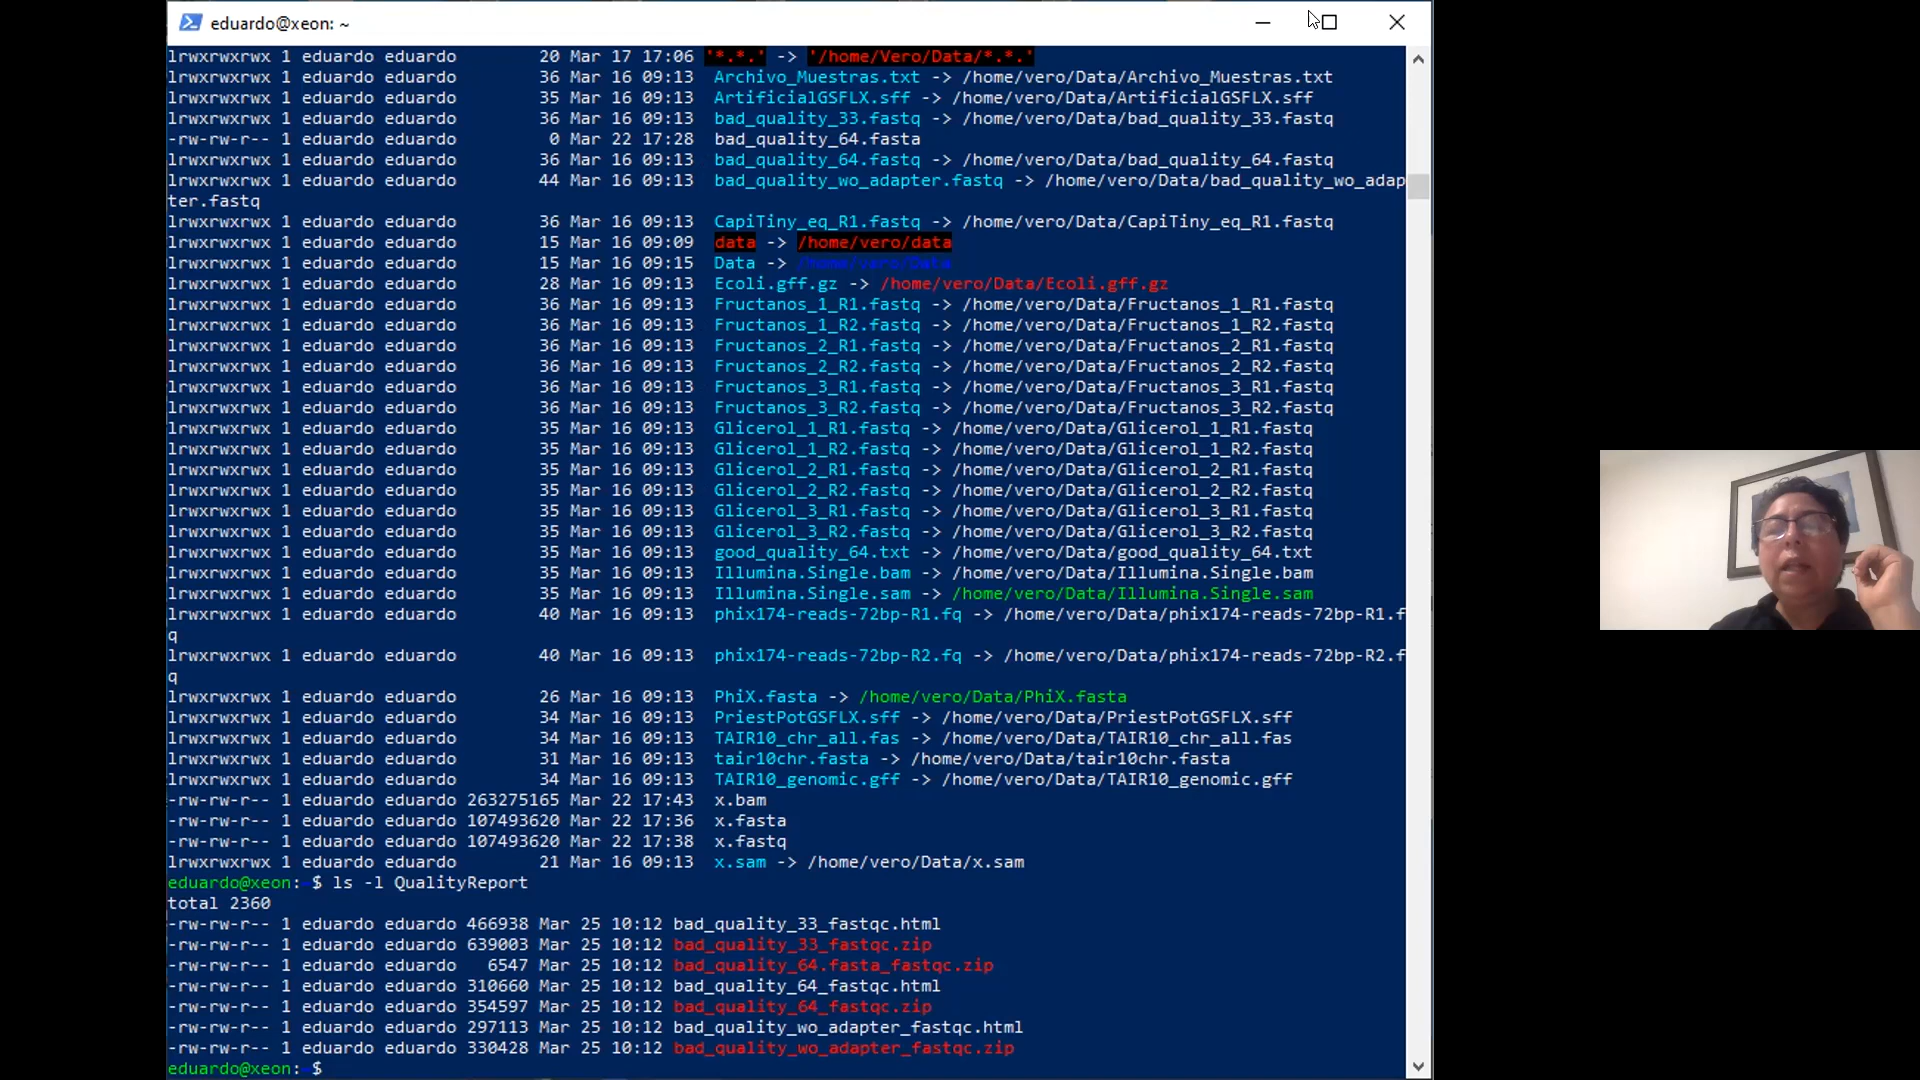 eduardo@xeon: ~
lrwxrwxrwx 1 eduardo eduardo 20 Mar 17 17:06 '*.*.' -> '/home/Vero/Data/*.*.'
lrwxrwxrwx 1 eduardo eduardo 36 Mar 16 09:13 Archivo_Muestras.txt -> /home/vero/Data/Archivo_Muestras.txt
lrwxrwxrwx 1 eduardo eduardo 35 Mar 16 09:13 ArtificialGSFLX.sff -> /home/vero/Data/ArtificialGSFLX.sff
lrwxrwxrwx 1 eduardo eduardo 36 Mar 16 09:13 bad_quality_33.fastq -> /home/vero/Data/bad_quality_33.fastq
-rw-rw-r-- 1 eduardo eduardo 0 Mar 22 17:28 bad_quality_64.fasta
lrwxrwxrwx 1 eduardo eduardo 36 Mar 16 09:13 bad_quality_64.fastq -> /home/vero/Data/bad_quality_64.fastq
lrwxrwxrwx 1 eduardo eduardo 44 Mar 16 09:13 bad_quality_wo_adapter.fastq -> /home/vero/Data/bad_quality_wo_adap
ter.fastq
lrwxrwxrwx 1 eduardo eduardo 36 Mar 16 09:13 CapiTiny_eq_R1.fastq -> /home/vero/Data/CapiTiny_eq_R1.fastq
lrwxrwxrwx 1 eduardo eduardo 15 Mar 16 09:09 data -> /home/vero/data
lrwxrwxrwx 1 eduardo eduardo 15 Mar 16 09:15 Data -> /home/vero/Data
lrwxrwxrwx 1 eduardo eduardo 28 Mar 16 09:13 Ecoli.gff.gz -> /home/vero/Data/Ecoli.gff.gz
lrwxrwxrwx 1 eduardo eduardo 36 Mar 16 09:13 Fructanos_1_R1.fastq -> /home/vero/Data/Fructanos_1_R1.fastq
lrwxrwxrwx 1 eduardo eduardo 36 Mar 16 09:13 Fructanos_1_R2.fastq -> /home/vero/Data/Fructanos_1_R2.fastq
lrwxrwxrwx 1 eduardo eduardo 36 Mar 16 09:13 Fructanos_2_R1.fastq -> /home/vero/Data/Fructanos_2_R1.fastq
lrwxrwxrwx 1 eduardo eduardo 36 Mar 16 09:13 Fructanos_2_R2.fastq -> /home/vero/Data/Fructanos_2_R2.fastq
lrwxrwxrwx 1 eduardo eduardo 36 Mar 16 09:13 Fructanos_3_R1.fastq -> /home/vero/Data/Fructanos_3_R1.fastq
lrwxrwxrwx 1 eduardo eduardo 36 Mar 16 09:13 Fructanos_3_R2.fastq -> /home/vero/Data/Fructanos_3_R2.fastq
lrwxrwxrwx 1 eduardo eduardo 35 Mar 16 09:13 Glicerol_1_R1.fastq -> /home/vero/Data/Glicerol_1_R1.fastq
lrwxrwxrwx 1 eduardo eduardo 35 Mar 16 09:13 Glicerol_1_R2.fastq -> /home/vero/Data/Glicerol_1_R2.fastq
lrwxrwxrwx 1 eduardo eduardo 35 Mar 16 09:13 Glicerol_2_R1.fastq -> /home/vero/Data/Glicerol_2_R1.fastq
lrwxrwxrwx 1 eduardo eduardo 35 Mar 16 09:13 Glicerol_2_R2.fastq -> /home/vero/Data/Glicerol_2_R2.fastq
lrwxrwxrwx 1 eduardo eduardo 35 Mar 16 09:13 Glicerol_3_R1.fastq -> /home/vero/Data/Glicerol_3_R1.fastq
lrwxrwxrwx 1 eduardo eduardo 35 Mar 16 09:13 Glicerol_3_R2.fastq -> /home/vero/Data/Glicerol_3_R2.fastq
lrwxrwxrwx 1 eduardo eduardo 35 Mar 16 09:13 good_quality_64.txt -> /home/vero/Data/good_quality_64.txt
lrwxrwxrwx 1 eduardo eduardo 35 Mar 16 09:13 Illumina.Single.bam -> /home/vero/Data/Illumina.Single.bam
lrwxrwxrwx 1 eduardo eduardo 35 Mar 16 09:13 Illumina.Single.sam -> /home/vero/Data/Illumina.Single.sam
lrwxrwxrwx 1 eduardo eduardo 40 Mar 16 09:13 phix174-reads-72bp-R1.fq -> /home/vero/Data/phix174-reads-72bp-R1.f
q
lrwxrwxrwx 1 eduardo eduardo 40 Mar 16 09:13 phix174-reads-72bp-R2.fq -> /home/vero/Data/phix174-reads-72bp-R2.f
q
lrwxrwxrwx 1 eduardo eduardo 26 Mar 16 09:13 PhiX.fasta -> /home/vero/Data/PhiX.fasta
lrwxrwxrwx 1 eduardo eduardo 34 Mar 16 09:13 PriestPotGSFLX.sff -> /home/vero/Data/PriestPotGSFLX.sff
lrwxrwxrwx 1 eduardo eduardo 34 Mar 16 09:13 TAIR10_chr_all.fas -> /home/vero/Data/TAIR10_chr_all.fas
lrwxrwxrwx 1 eduardo eduardo 31 Mar 16 09:13 tair10chr.fasta -> /home/vero/Data/tair10chr.fasta
lrwxrwxrwx 1 eduardo eduardo 34 Mar 16 09:13 TAIR10_genomic.gff -> /home/vero/Data/TAIR10_genomic.gff
-rw-rw-r-- 1 eduardo eduardo 263275165 Mar 22 17:43 x.bam
-rw-rw-r-- 1 eduardo eduardo 107493620 Mar 22 17:36 x.fasta
-rw-rw-r-- 1 eduardo eduardo 107493620 Mar 22 17:38 x.fastq
lrwxrwxrwx 1 eduardo eduardo 21 Mar 16 09:13 x.sam -> /home/vero/Data/x.sam
eduardo@xeon: $ ls -l QualityReport
total 2360
-rw-rw-r-- 1 eduardo eduardo 466938 Mar 25 10:12 bad_quality_33_fastqc.html
-rw-rw-r-- 1 eduardo eduardo 639003 Mar 25 10:12 bad_quality_33_fastqc.zip
-rw-rw-r-- 1 eduardo eduardo 6547 Mar 25 10:12 bad_quality_64.fasta_fastqc.zip
-rw-rw-r-- 1 eduardo eduardo 310660 Mar 25 10:12 bad_quality_64_fastqc.html
-rw-rw-r-- 1 eduardo eduardo 354597 Mar 25 10:12 bad_quality_64_fastqc.zip
-rw-rw-r-- 1 eduardo eduardo 297113 Mar 25 10:12 bad_quality_wo_adapter_fastqc.html
-rw-rw-r-- 1 eduardo eduardo 330428 Mar 25 10:12 bad_quality_wo_adapter_fastqc.zip
eduardo@xeon: $